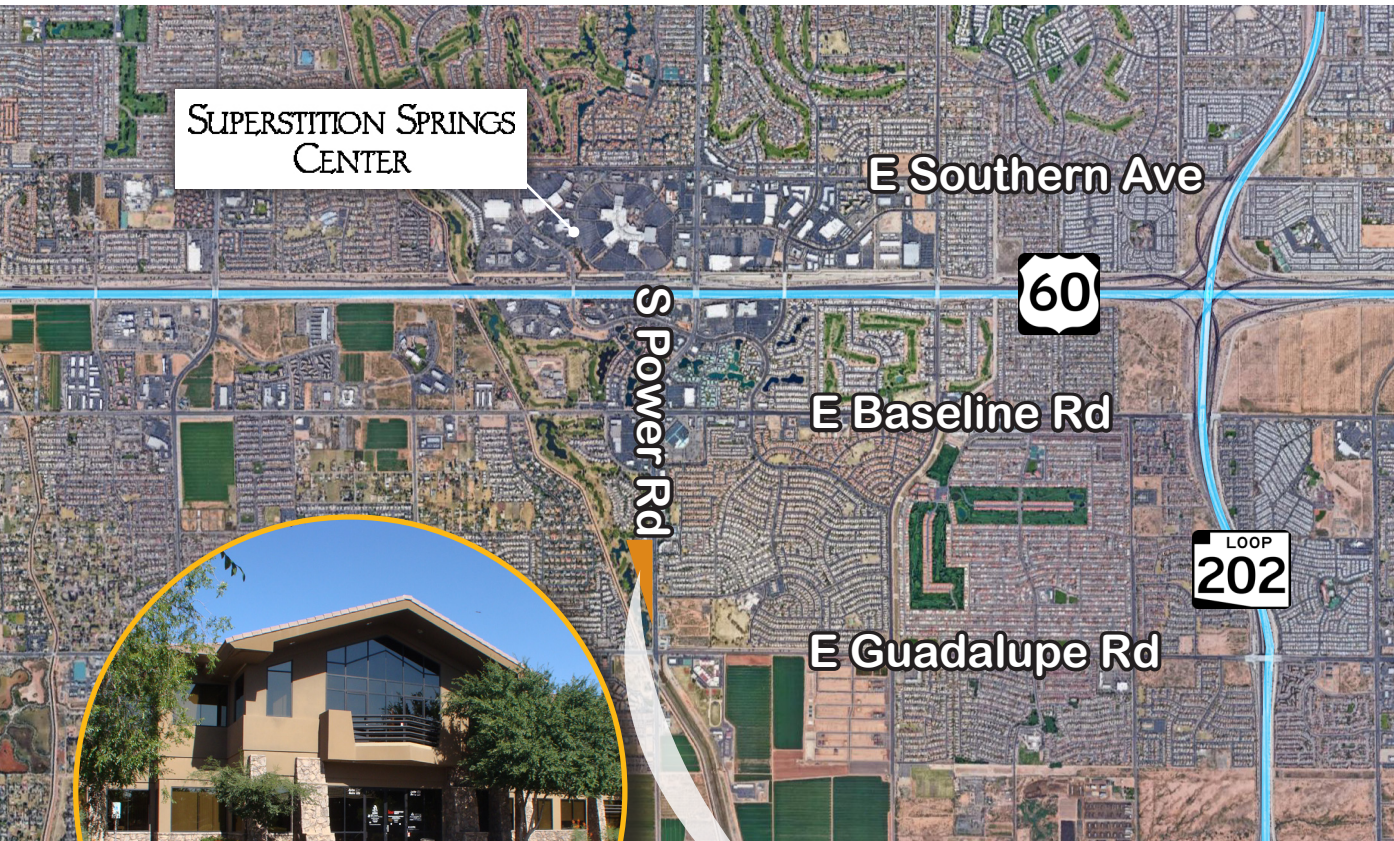 SUPERSTITION SPRINGS
CENTER
E Southern Ave
60
S Power Rd
E Baseline Rd
LOOP
202
E Guadalupe Rd